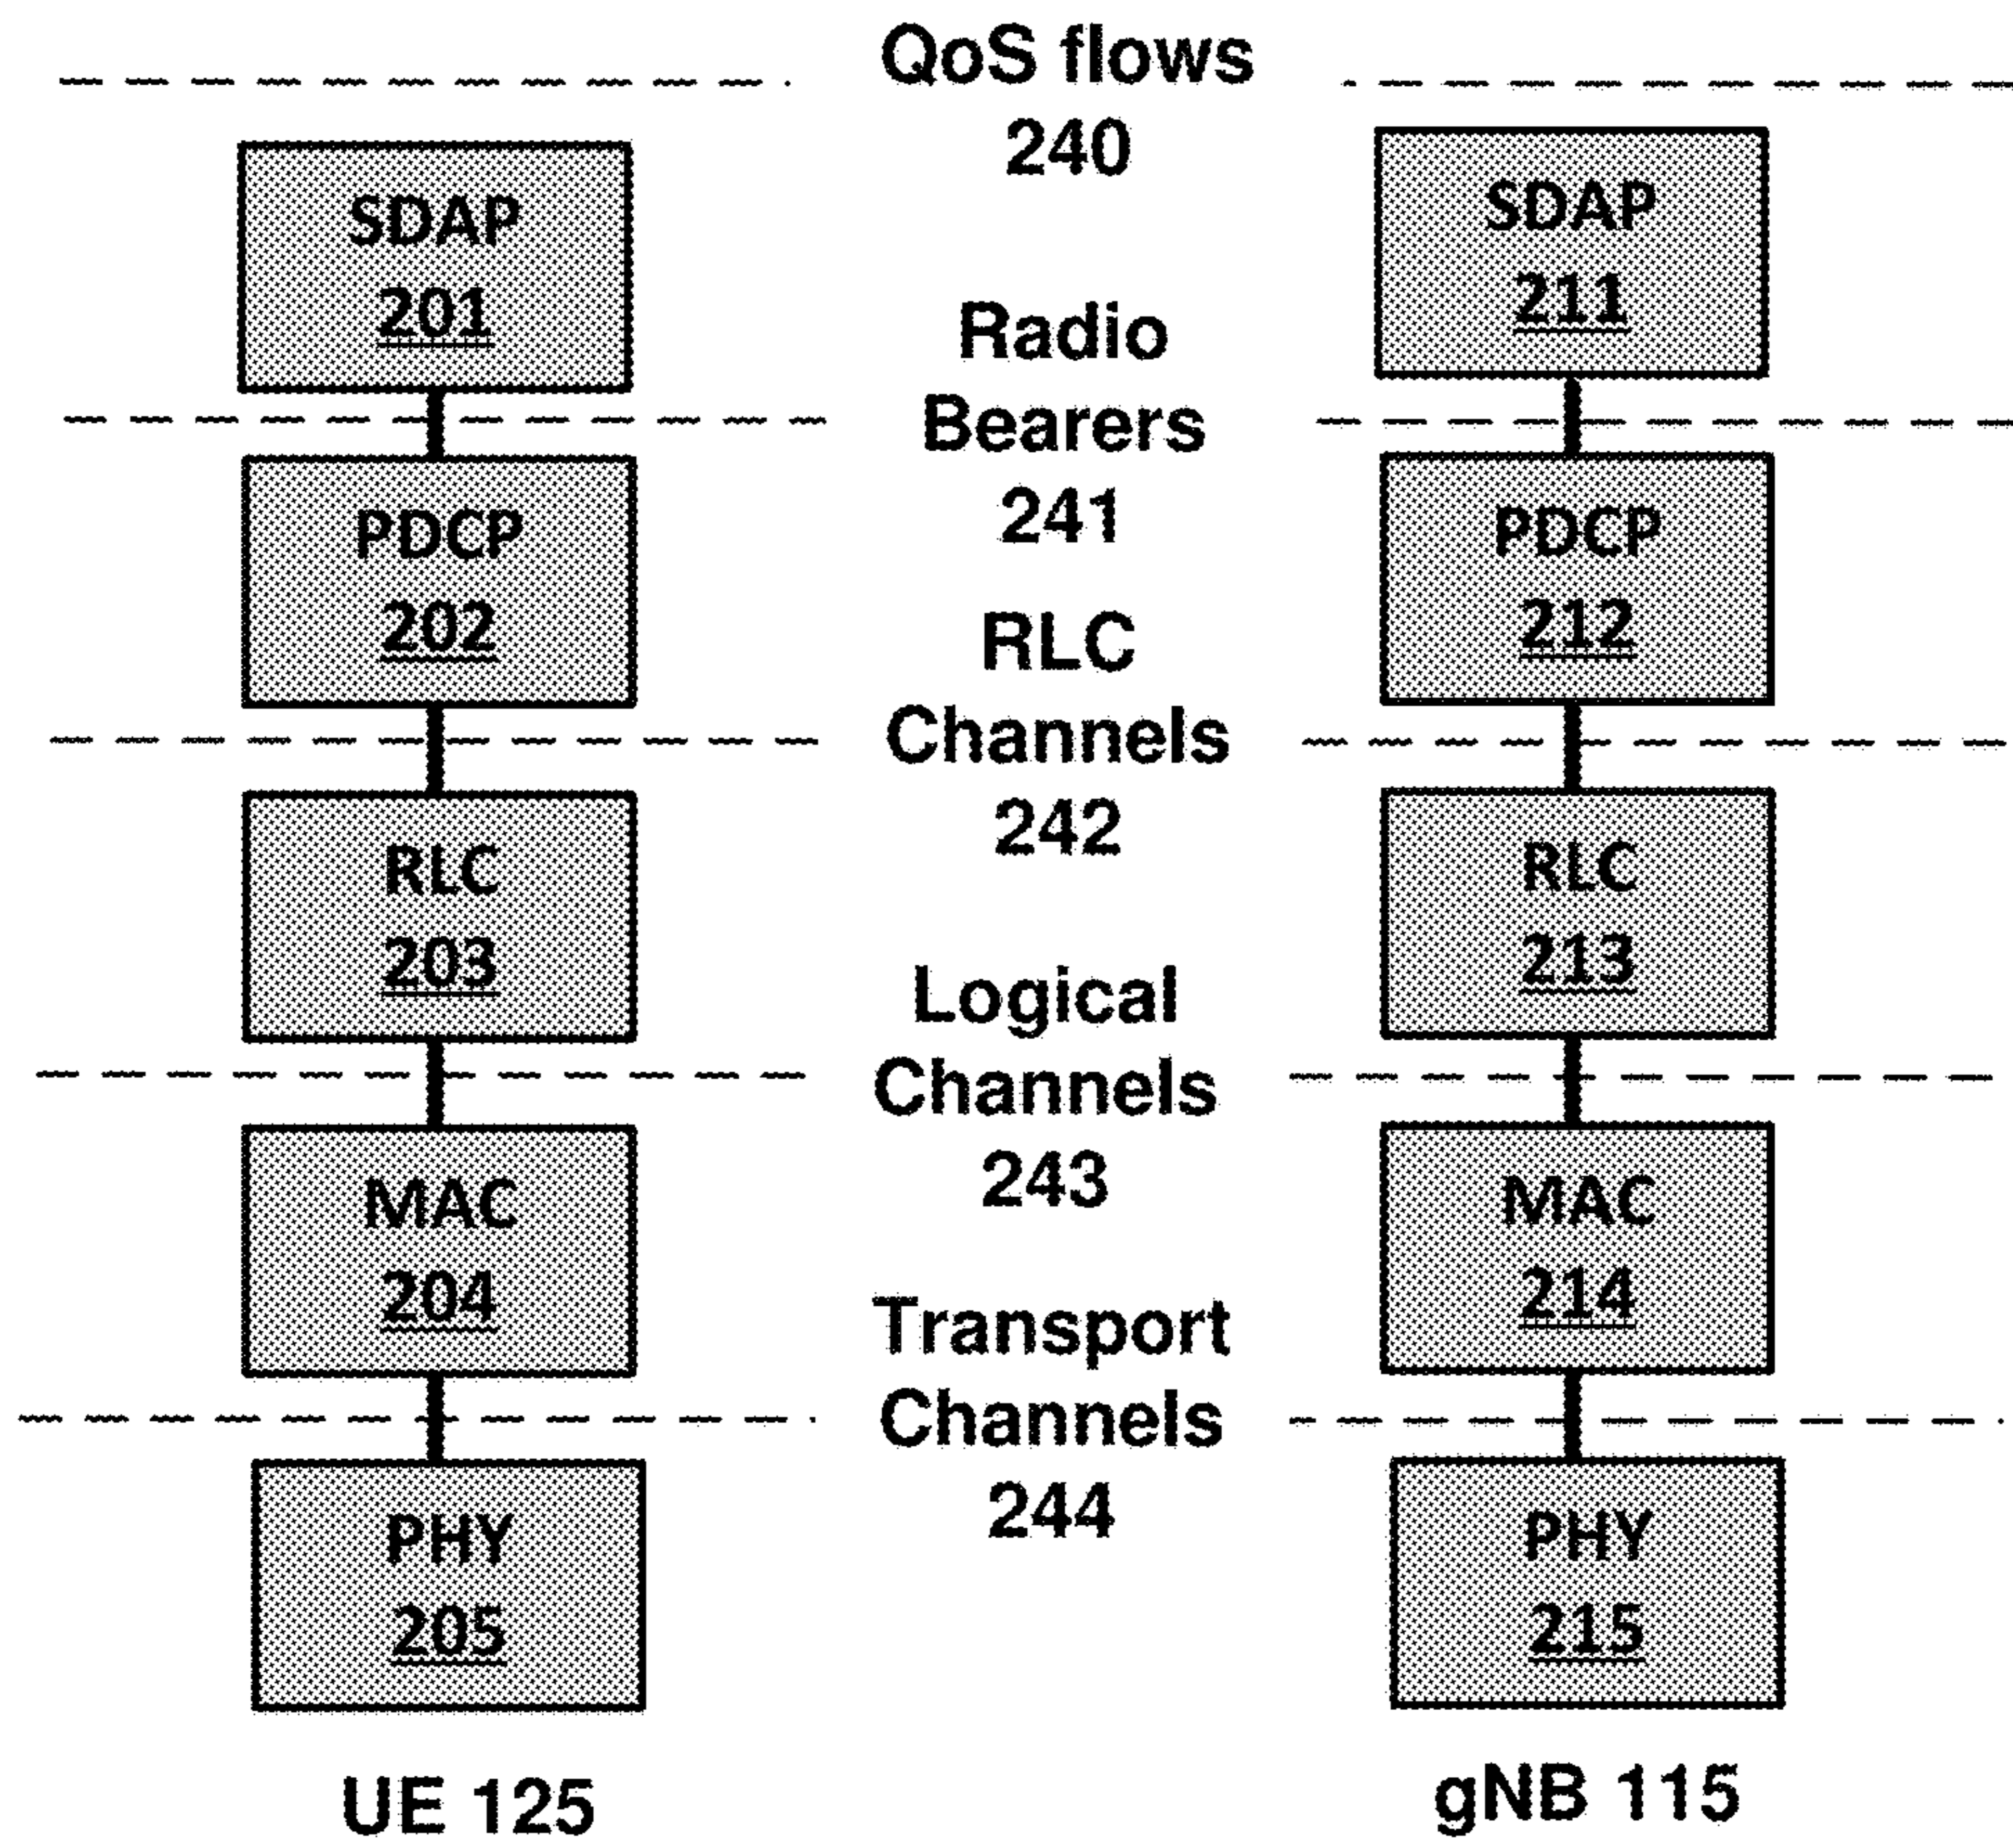 QoS flows
240
SDAP
201
SDAP
211
Radio
Bearers
241
PDCP
202
PDCP
212
RLC
Channels
242
RLC
203
RLC
213
Logical
Channels
243
MAC
204
MAC
214
Transport
Channels
244
PHY
205
PHY
215
UE 125
gNB 115